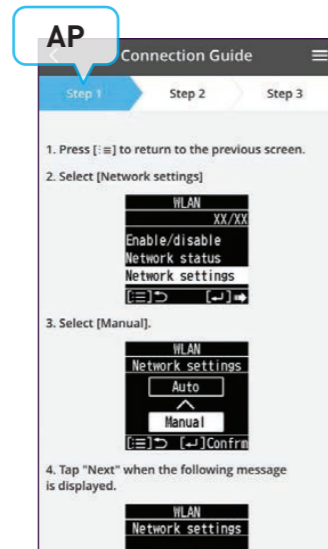 AP
Connection Guide
Step 1 Step 2 Step 3
1. Press [:≡] to return to the previous screen.
2. Select [Network settings]
WLAN
XX/XX
Enable/disable
Network status
Network settings
[:≡]⮌ [↵]➡
3. Select [Manual].
WLAN
Network settings
Auto
Manual
[:≡]⮌ [↵]Confrm
4. Tap "Next" when the following message
is displayed.
WLAN
Network settings